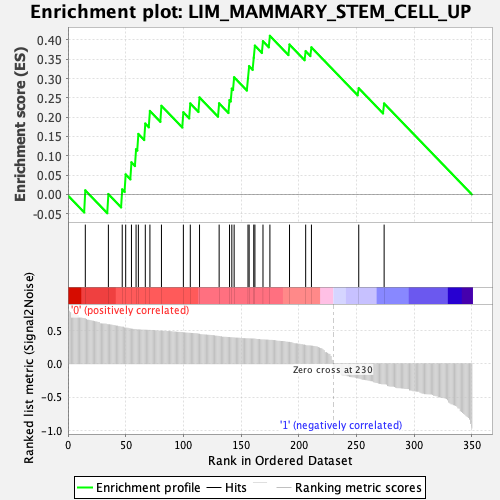 Enrichment plot: LIM_MAMMARY_STEM_CELL_UP
Enrichment score (ES)
0.40
0.35
0.30
0.25
0.20
0.15
0.10
0.05
0.00
-0.05
'0' (positively correlated)
Ranked list metric (Signal2Noise)
0.5
0.0
-0.5
-1.0
Zero cross at 230
'1' (negatively correlated)
0 50 100 150 200 250 300 350
Rank in Ordered Dataset
Enrichment profile Hits Ranking metric scores